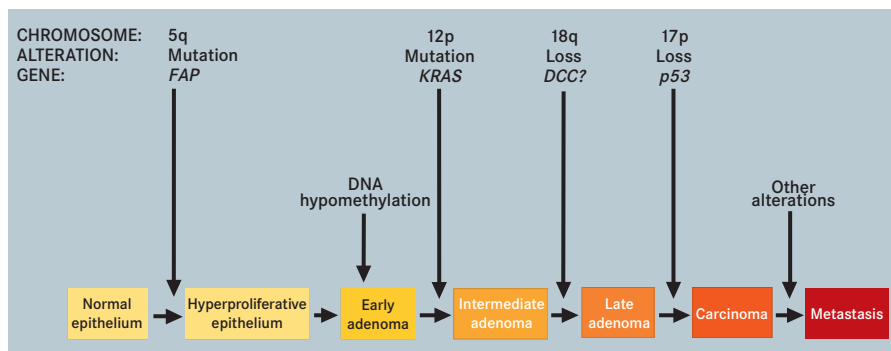 CHROMOSOME: 5q 12p 18q 17p
ALTERATION: Mutation Mutation Loss Loss
GENE: FAP KRAS DCC? p53
DNA
hypomethylation
Other
alterations
Normal
epithelium
Hyperproliferative
epithelium
Early
adenoma
Intermediate
adenoma
Late
adenoma
Carcinoma
Metastasis